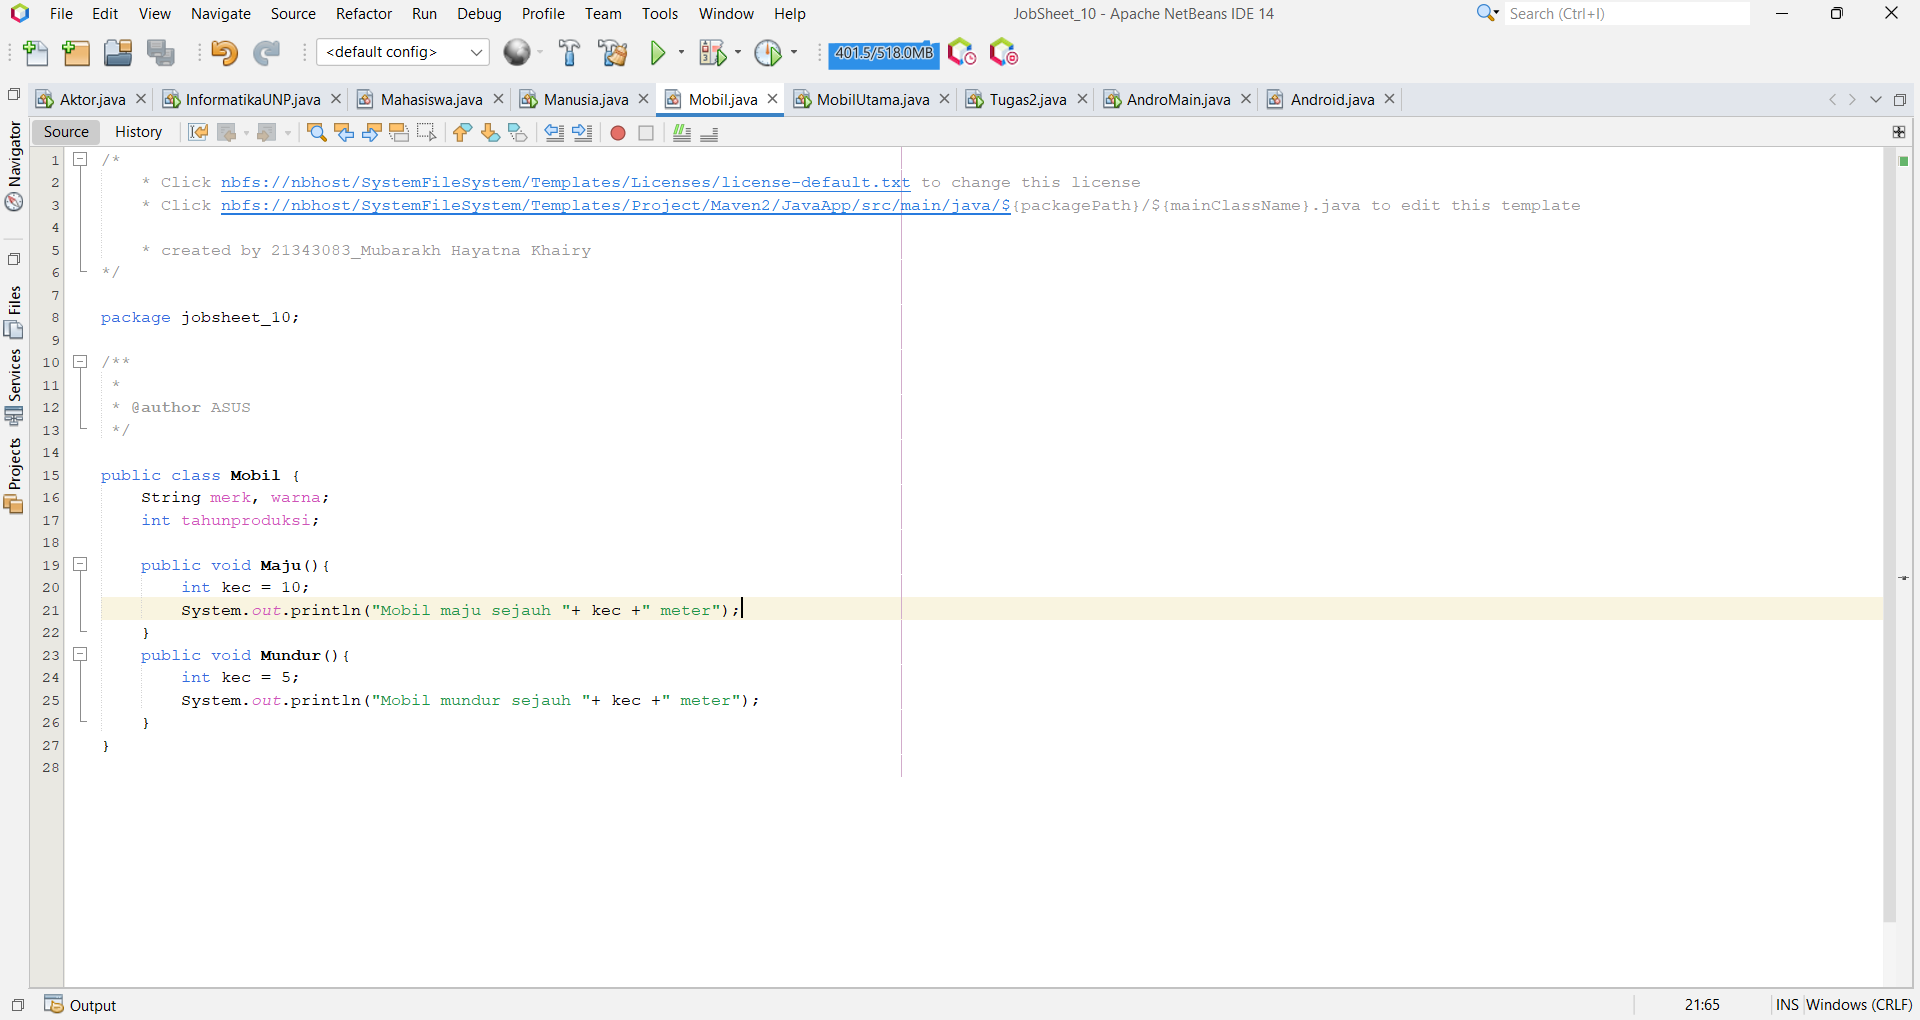 File Edit View Navigate Source Refactor Run Debug Profile Team Tools Window Help
JobSheet_10 - Apache NetBeans IDE 14
Search (Ctrl+I)
<default config>
401.5/518.0MB
Aktor.java InformatikaUNP.java Mahasiswa.java Manusia.java Mobil.java MobilUtama.java Tugas2.java AndroMain.java Android.java
Source History
Navigator
Files
Services
Projects
1 /*
2 * Click nbfs://nbhost/SystemFileSystem/Templates/Licenses/license-default.txt to change this license
3 * Click nbfs://nbhost/SystemFileSystem/Templates/Project/Maven2/JavaApp/src/main/java/${packagePath}/${mainClassName}.java to edit this template
4
5 * created by 21343083_Mubarakh Hayatna Khairy
6 */
7
8 package jobsheet_10;
9
10 /**
11 *
12 * @author ASUS
13 */
14
15 public class Mobil {
16 String merk, warna;
17 int tahunproduksi;
18
19 public void Maju(){
20 int kec = 10;
21 System.out.println("Mobil maju sejauh "+ kec +" meter");
22 }
23 public void Mundur(){
24 int kec = 5;
25 System.out.println("Mobil mundur sejauh "+ kec +" meter");
26 }
27 }
28
Output
21:65
INS Windows (CRLF)